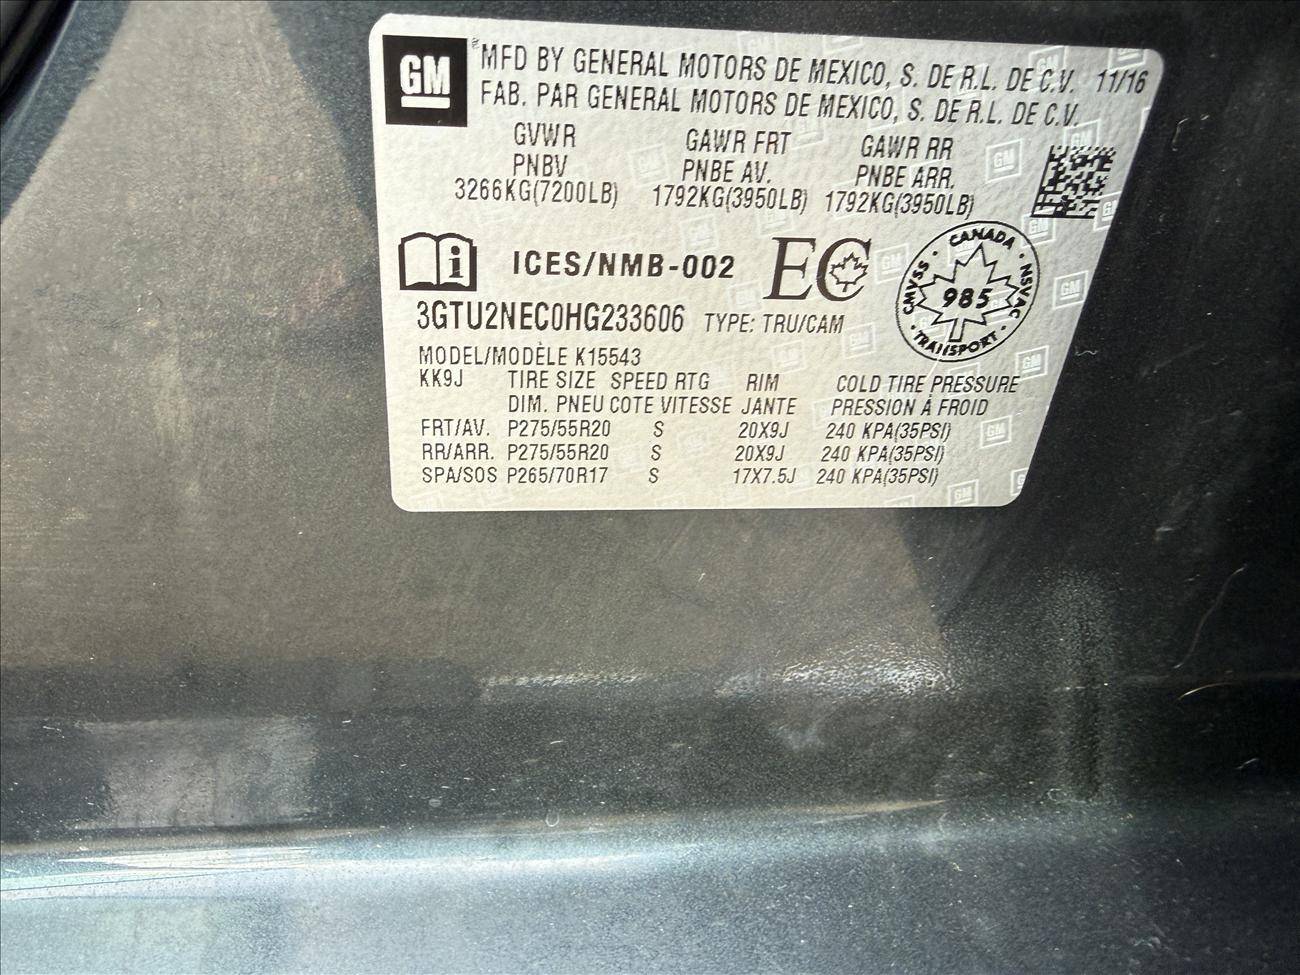 GM
MFD BY GENERAL MOTORS DE MEXICO, S. DE R.L. DE C.V. 11/16
FAB. PAR GENERAL MOTORS DE MEXICO, S. DE R.L. DE C.V.
GVWR GAWR FRT GAWR RR
PNBV PNBE AV. PNBE ARR.
3266KG(7200LB) 1792KG(3950LB) 1792KG(3950LB)
ICES/NMB-002 EC
CANADA
CMVSS 985 NSVAC
TRANSPORT
3GTU2NEC0HG233606 TYPE: TRU/CAM
MODEL/MODÈLE K15543
KK9J TIRE SIZE SPEED RTG RIM COLD TIRE PRESSURE
DIM. PNEU COTE VITESSE JANTE PRESSION À FROID
FRT/AV. P275/55R20 S 20X9J 240 KPA(35PSI)
RR/ARR. P275/55R20 S 20X9J 240 KPA(35PSI)
SPA/SOS P265/70R17 S 17X7.5J 240 KPA(35PSI)